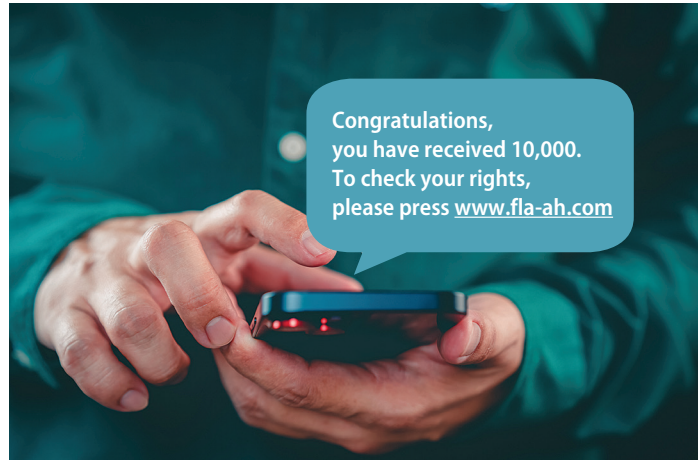 Congratulations,
you have received 10,000.
To check your rights,
please press www.fla-ah.com